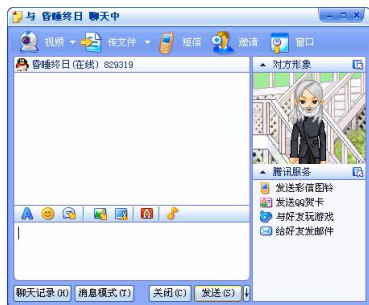 与 昏睡终日 聊天中
视频 传文件 短信 邀请 窗口
昏睡终日(在线) 829319
对方形象
腾讯服务
发送彩信图铃
发送QQ贺卡
与好友玩游戏
给好友发邮件
聊天记录(H) 消息模式(T) 关闭(C) 发送(S)